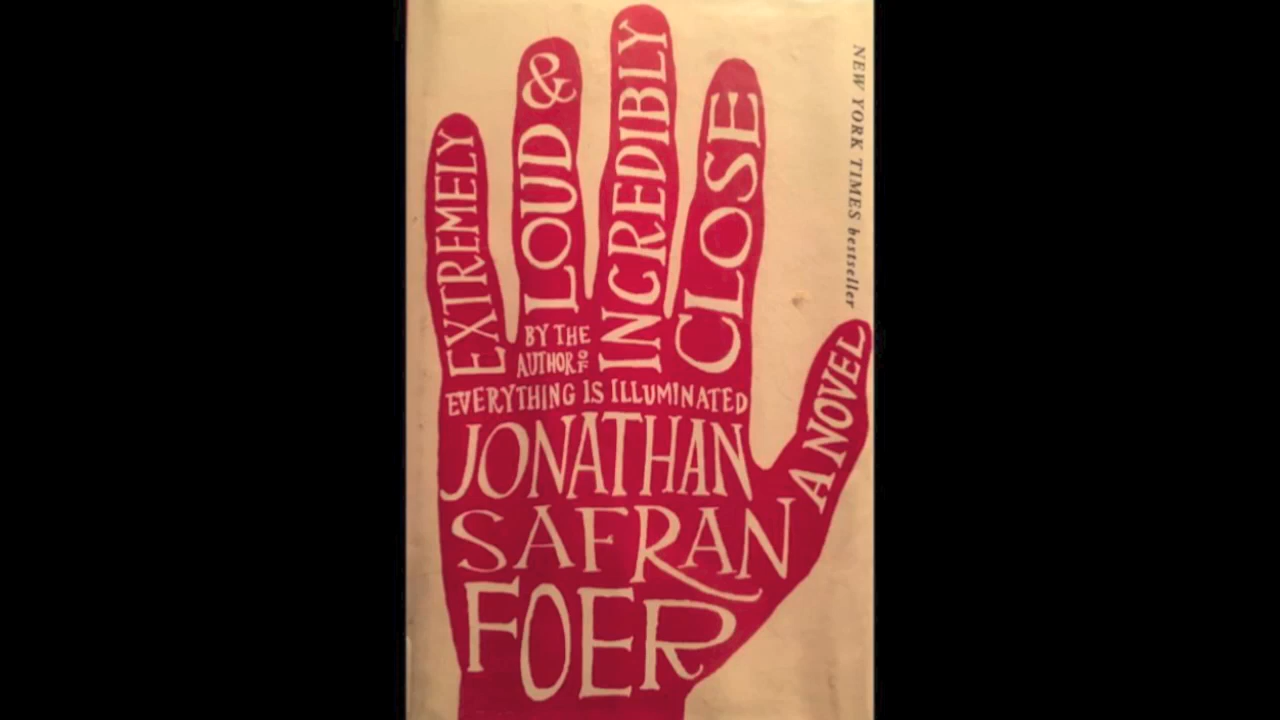 EXTREMELY
LOUD &
INCREDIBLY
CLOSE
A NOVEL
BY THE
AUTHOR OF
EVERYTHING IS ILLUMINATED
JONATHAN
SAFRAN
FOER
NEW YORK TIMES bestseller